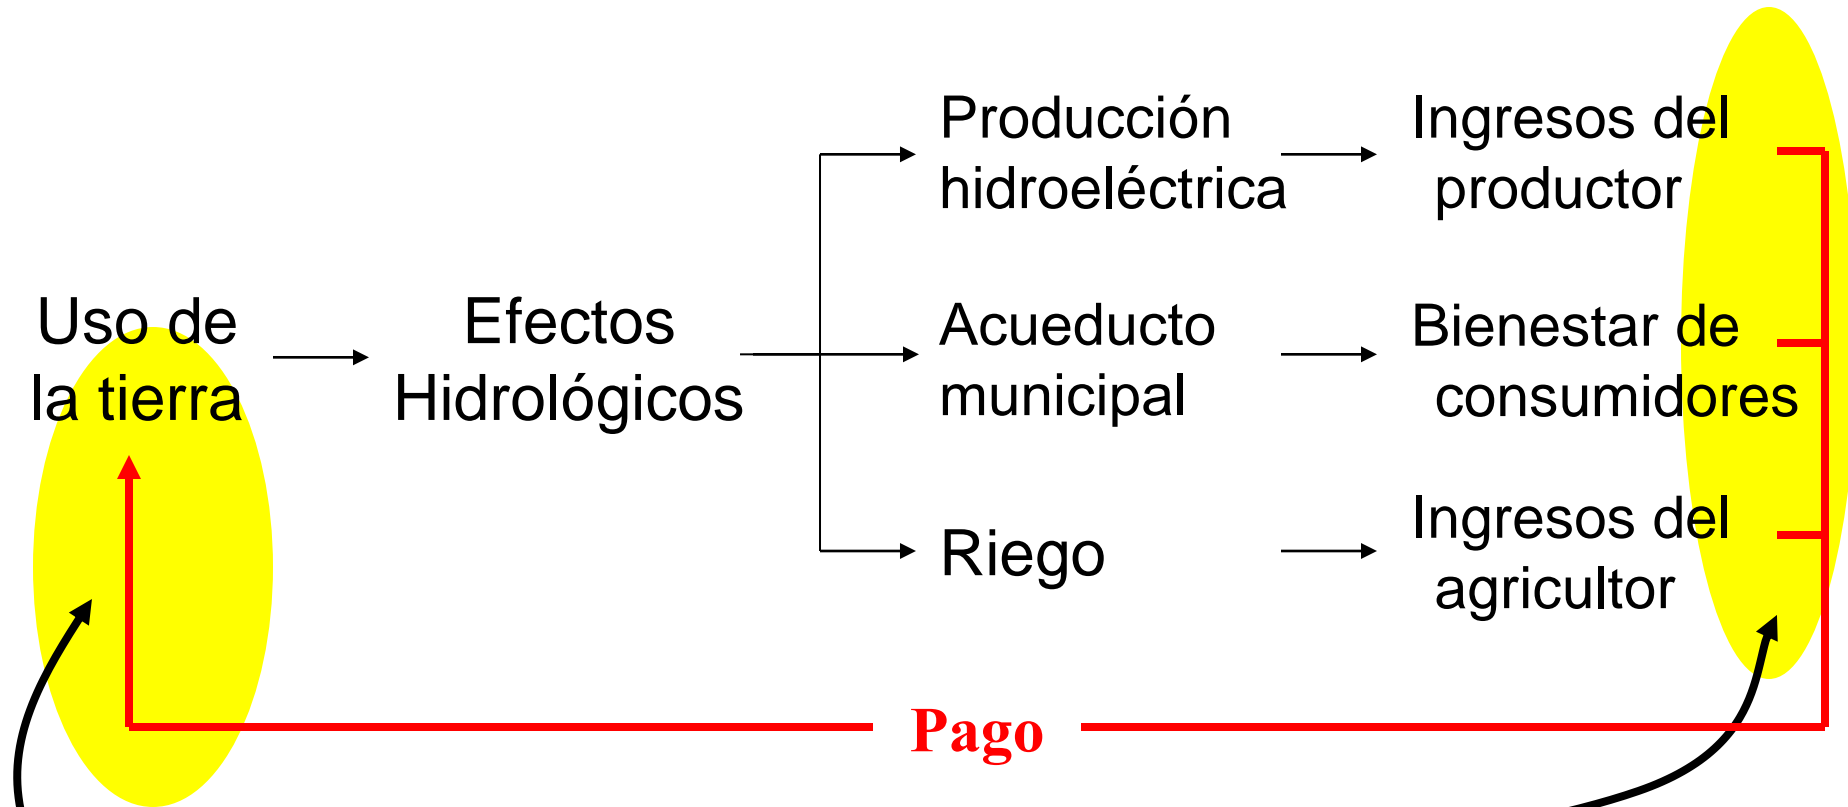 Uso de
la tierra
Efectos
Hidrológicos
Producción
hidroeléctrica
Ingresos del
productor
Acueducto
municipal
Bienestar de
consumidores
Riego
Ingresos del
agricultor
Pago